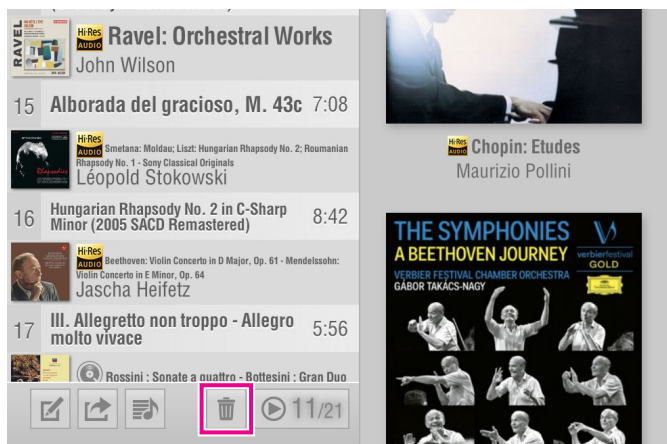 RAVEL
Hi-Res
AUDIO
Ravel: Orchestral Works
John Wilson
15 Alborada del gracioso, M. 43c 7:08
Hi-Res
AUDIO
Smetana: Moldau; Liszt: Hungarian Rhapsody No. 2; Roumanian
Rhapsody No. 1 - Sony Classical Originals
Léopold Stokowski
Rhapsodies
16 Hungarian Rhapsody No. 2 in C-Sharp
Minor (2005 SACD Remastered) 8:42
Hi-Res
AUDIO
Beethoven: Violin Concerto in D Major, Op. 61 - Mendelssohn:
Violin Concerto in E Minor, Op. 64
Jascha Heifetz
17 III. Allegretto non troppo - Allegro
molto vivace 5:56
Rossini : Sonate a quattro - Bottesini : Gran Duo
11/21
Hi-Res
AUDIO
Chopin: Etudes
Maurizio Pollini
THE SYMPHONIES
A BEETHOVEN JOURNEY
VERBIER FESTIVAL CHAMBER ORCHESTRA
GÁBOR TAKÁCS-NAGY
verbierfestival
GOLD